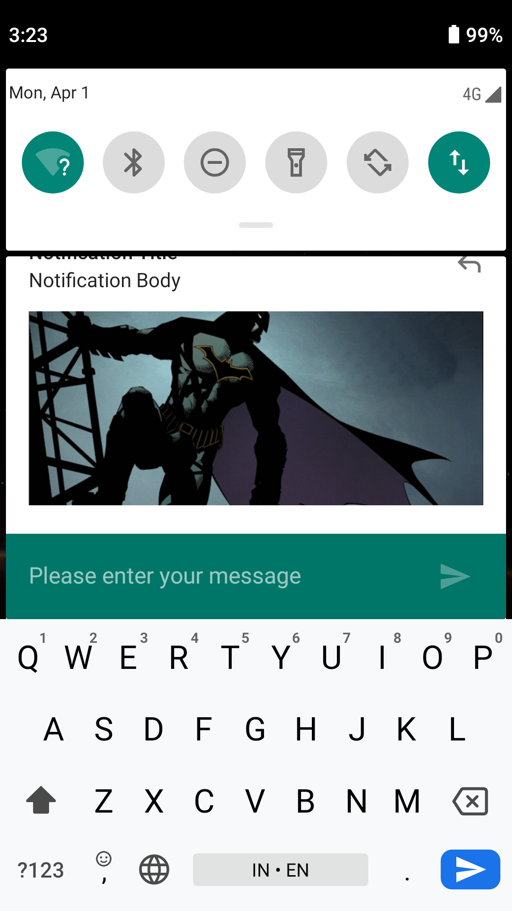 3:23 99%
Mon, Apr 1 4G
?
Notification Title
Notification Body
Please enter your message
1 2 3 4 5 6 7 8 9 0
Q W E R T Y U I O P
A S D F G H J K L
Z X C V B N M
?123 , IN • EN .